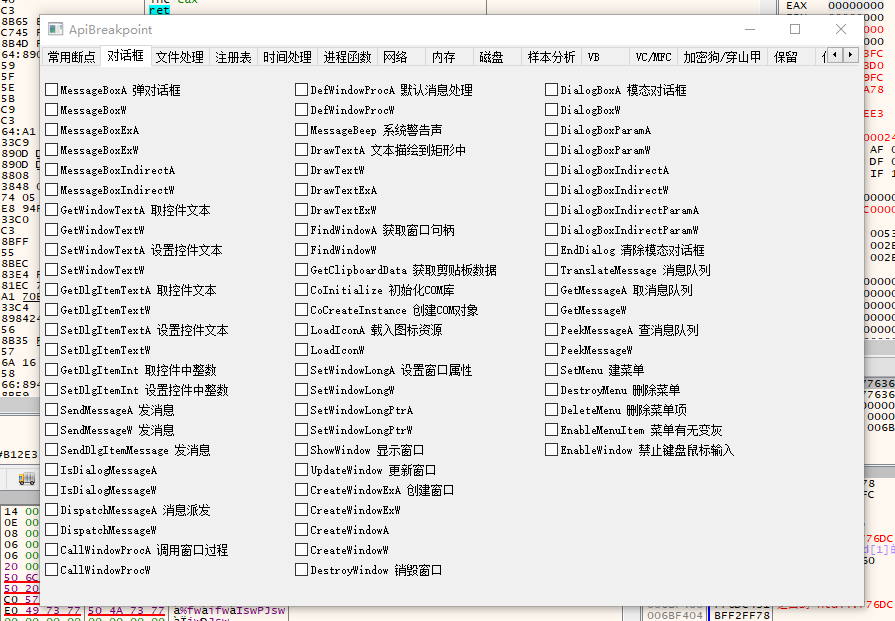 ret
EAX 00000000
ApiBreakpoint
常用断点 对话框 文件处理 注册表 时间处理 进程函数 网络 内存 磁盘 样本分析 VB VC/MFC 加密狗/穿山甲 保留
MessageBoxA 弹对话框
MessageBoxW
MessageBoxExA
MessageBoxExW
MessageBoxIndirectA
MessageBoxIndirectW
GetWindowTextA 取控件文本
GetWindowTextW
SetWindowTextA 设置控件文本
SetWindowTextW
GetDlgItemTextA 取控件文本
GetDlgItemTextW
SetDlgItemTextA 设置控件文本
SetDlgItemTextW
GetDlgItemInt 取控件中整数
SetDlgItemInt 设置控件中整数
SendMessageA 发消息
SendMessageW 发消息
SendDlgItemMessage 发消息
IsDialogMessageA
IsDialogMessageW
DispatchMessageA 消息派发
DispatchMessageW
CallWindowProcA 调用窗口过程
CallWindowProcW
DefWindowProcA 默认消息处理
DefWindowProcW
MessageBeep 系统警告声
DrawTextA 文本描绘到矩形中
DrawTextW
DrawTextExA
DrawTextExW
FindWindowA 获取窗口句柄
FindWindowW
GetClipboardData 获取剪贴板数据
CoInitialize 初始化COM库
CoCreateInstance 创建COM对象
LoadIconA 载入图标资源
LoadIconW
SetWindowLongA 设置窗口属性
SetWindowLongW
SetWindowLongPtrA
SetWindowLongPtrW
ShowWindow 显示窗口
UpdateWindow 更新窗口
CreateWindowExA 创建窗口
CreateWindowExW
CreateWindowA
CreateWindowW
DestroyWindow 销毁窗口
DialogBoxA 模态对话框
DialogBoxW
DialogBoxParamA
DialogBoxParamW
DialogBoxIndirectA
DialogBoxIndirectW
DialogBoxIndirectParamA
DialogBoxIndirectParamW
EndDialog 清除模态对话框
TranslateMessage 消息队列
GetMessageA 取消息队列
GetMessageW
PeekMessageA 查消息队列
PeekMessageW
SetMenu 建菜单
DestroyMenu 删除菜单
DeleteMenu 删除菜单项
EnableMenuItem 菜单有无变灰
EnableWindow 禁止键盘鼠标输入
E0 49 73 77 50 4A 73 77 a%fwaifwaIswPJsw
006BF404 BFF2FF78